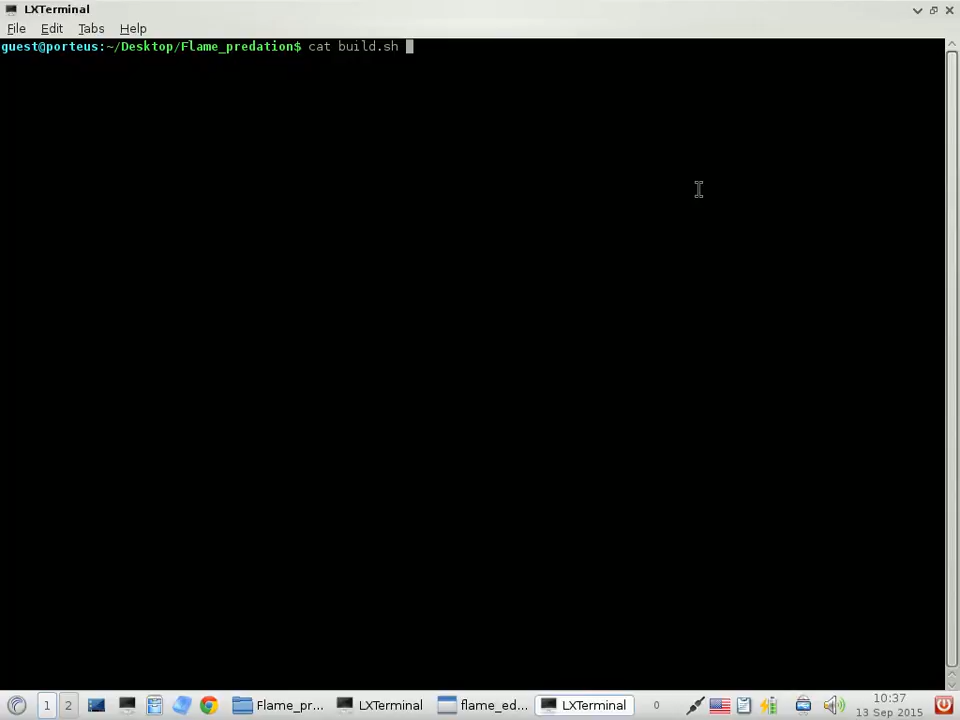 LXTerminal
File Edit Tabs Help
guest@porteus:~/Desktop/Flame_predation$ cat build.sh
1 2 Flame_pr... LXTerminal flame_ed... LXTerminal 0 10:37
13 Sep 2015